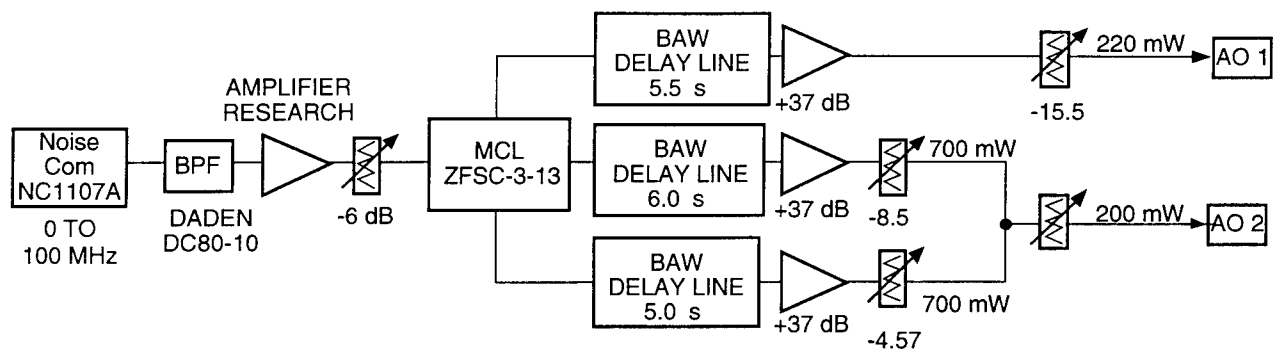 Noise
Com
NC1107A
0 TO
100 MHz
BPF
DADEN
DC80-10
AMPLIFIER
RESEARCH
-6 dB
MCL
ZFSC-3-13
BAW
DELAY LINE
5.5 s
+37 dB
-15.5
220 mW
AO 1
BAW
DELAY LINE
6.0 s
+37 dB
-8.5
700 mW
200 mW
AO 2
BAW
DELAY LINE
5.0 s
+37 dB
-4.57
700 mW